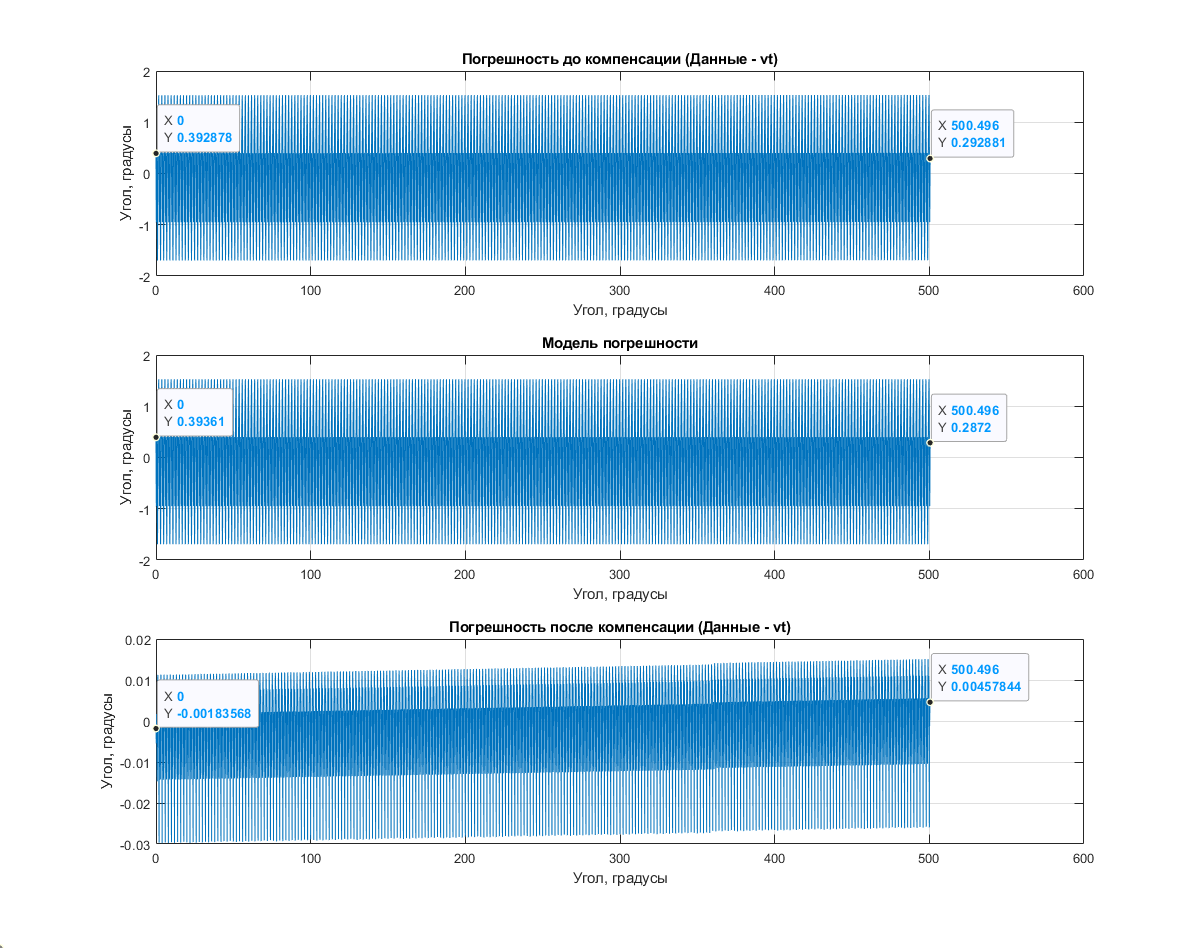 Погрешность до компенсации (Данные - vt)
2
1
0
-1
-2
Угол, градусы
X 0
Y 0.392878
X 500.496
Y 0.292881
0 100 200 300 400 500 600
Угол, градусы
Модель погрешности
2
1
0
-1
-2
Угол, градусы
X 0
Y 0.39361
X 500.496
Y 0.2872
0 100 200 300 400 500 600
Угол, градусы
Погрешность после компенсации (Данные - vt)
0.02
0.01
0
-0.01
-0.02
-0.03
Угол, градусы
X 0
Y -0.00183568
X 500.496
Y 0.00457844
0 100 200 300 400 500 600
Угол, градусы